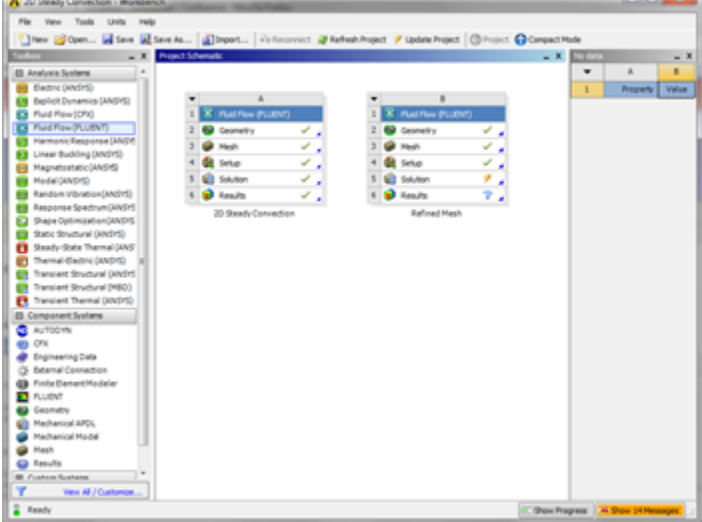 2D Steady Convection - Workbench
File View Tools Units Help
New Open... Save Save As... Import... Reconnect Refresh Project Update Project Project Compact Mode
Toolbox
Analysis Systems
Electric (ANSYS)
Explicit Dynamics (ANSYS)
Fluid Flow (CFX)
Fluid Flow (FLUENT)
Harmonic Response (ANSYS
Linear Buckling (ANSYS)
Magnetostatic (ANSYS)
Modal (ANSYS)
Random Vibration (ANSYS)
Response Spectrum (ANSYS
Shape Optimization (ANSYS
Static Structural (ANSYS)
Steady-State Thermal (ANS
Thermal-Electric (ANSYS)
Transient Structural (ANSYS
Transient Structural (MBD)
Transient Thermal (ANSYS)
Component Systems
AUTODYN
CFX
Engineering Data
External Connection
Finite Element Modeler
FLUENT
Geometry
Mechanical APDL
Mechanical Model
Mesh
Results
Custom Systems
View All / Customize...
Project Schematic
A
1 Fluid Flow (FLUENT)
2 Geometry
3 Mesh
4 Setup
5 Solution
6 Results
2D Steady Convection
B
1 Fluid Flow (FLUENT)
2 Geometry
3 Mesh
4 Setup
5 Solution
6 Results
Refined Mesh
No data
A B
1 Property Value
Ready
Show Progress Show 14 Messages